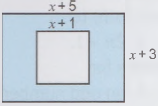 x + 5
x + 1
x + 3